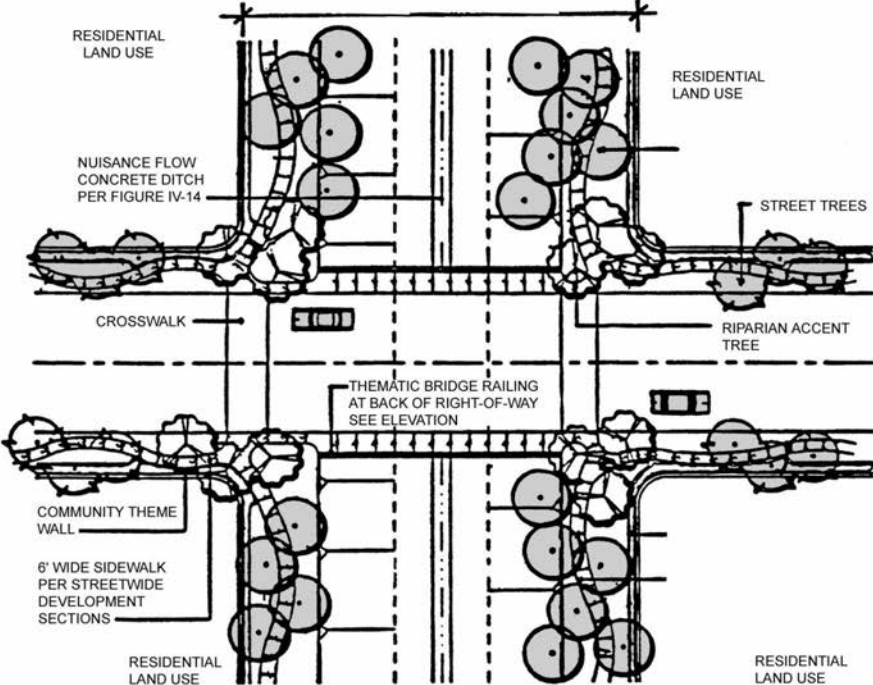 RESIDENTIAL
LAND USE
RESIDENTIAL
LAND USE
NUISANCE FLOW
CONCRETE DITCH
PER FIGURE IV-14
STREET TREES
CROSSWALK
RIPARIAN ACCENT
TREE
THEMATIC BRIDGE RAILING
AT BACK OF RIGHT-OF-WAY
SEE ELEVATION
COMMUNITY THEME
WALL
6' WIDE SIDEWALK
PER STREETWIDE
DEVELOPMENT
SECTIONS
RESIDENTIAL
LAND USE
RESIDENTIAL
LAND USE